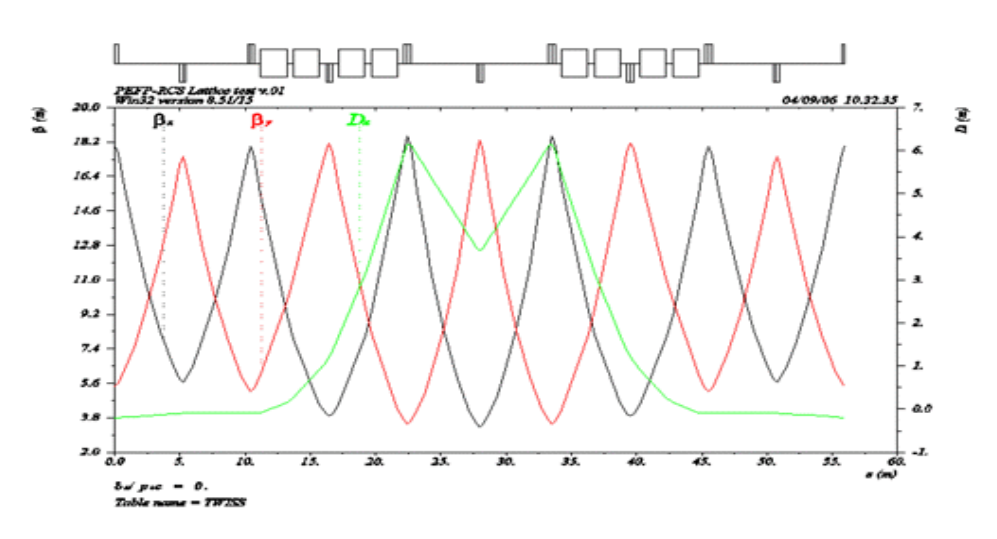 PEFP-RCS Lattice test v.01
Win32 version 8.51/15 04/09/06 10.32.35
β (m) 20.0 7. D (m)
βx βy Dx
18.2 6.
16.4 5.
14.6
12.8 4.
11.0 3.
9.2 2.
7.4 1.
5.6
3.8 0.0
2.0 -1.
0.0 5. 10. 15. 20. 25. 30. 35. 40. 45. 50. 55. 60.
s (m)
= 0.
Table name = TWISS